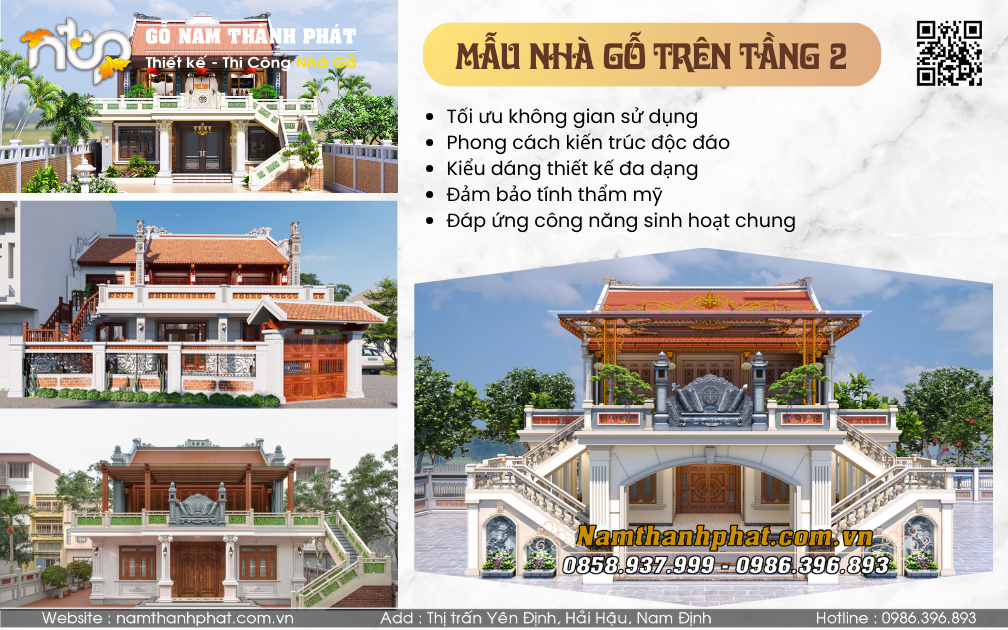 ntp
GỖ NAM THÀNH PHÁT
Thiết kế - Thi Công Nhà Gỗ
MẪU NHÀ GỖ TRÊN TẦNG 2
• Tối ưu không gian sử dụng
• Phong cách kiến trúc độc đáo
• Kiểu dáng thiết kế đa dạng
• Đảm bảo tính thẩm mỹ
• Đáp ứng công năng sinh hoạt chung
Namthanhphat.com.vn
0858.937.999 - 0986.396.893
Website : namthanhphat.com.vn
Add : Thị trấn Yên Định, Hải Hậu, Nam Định
Hotline : 0986.396.893